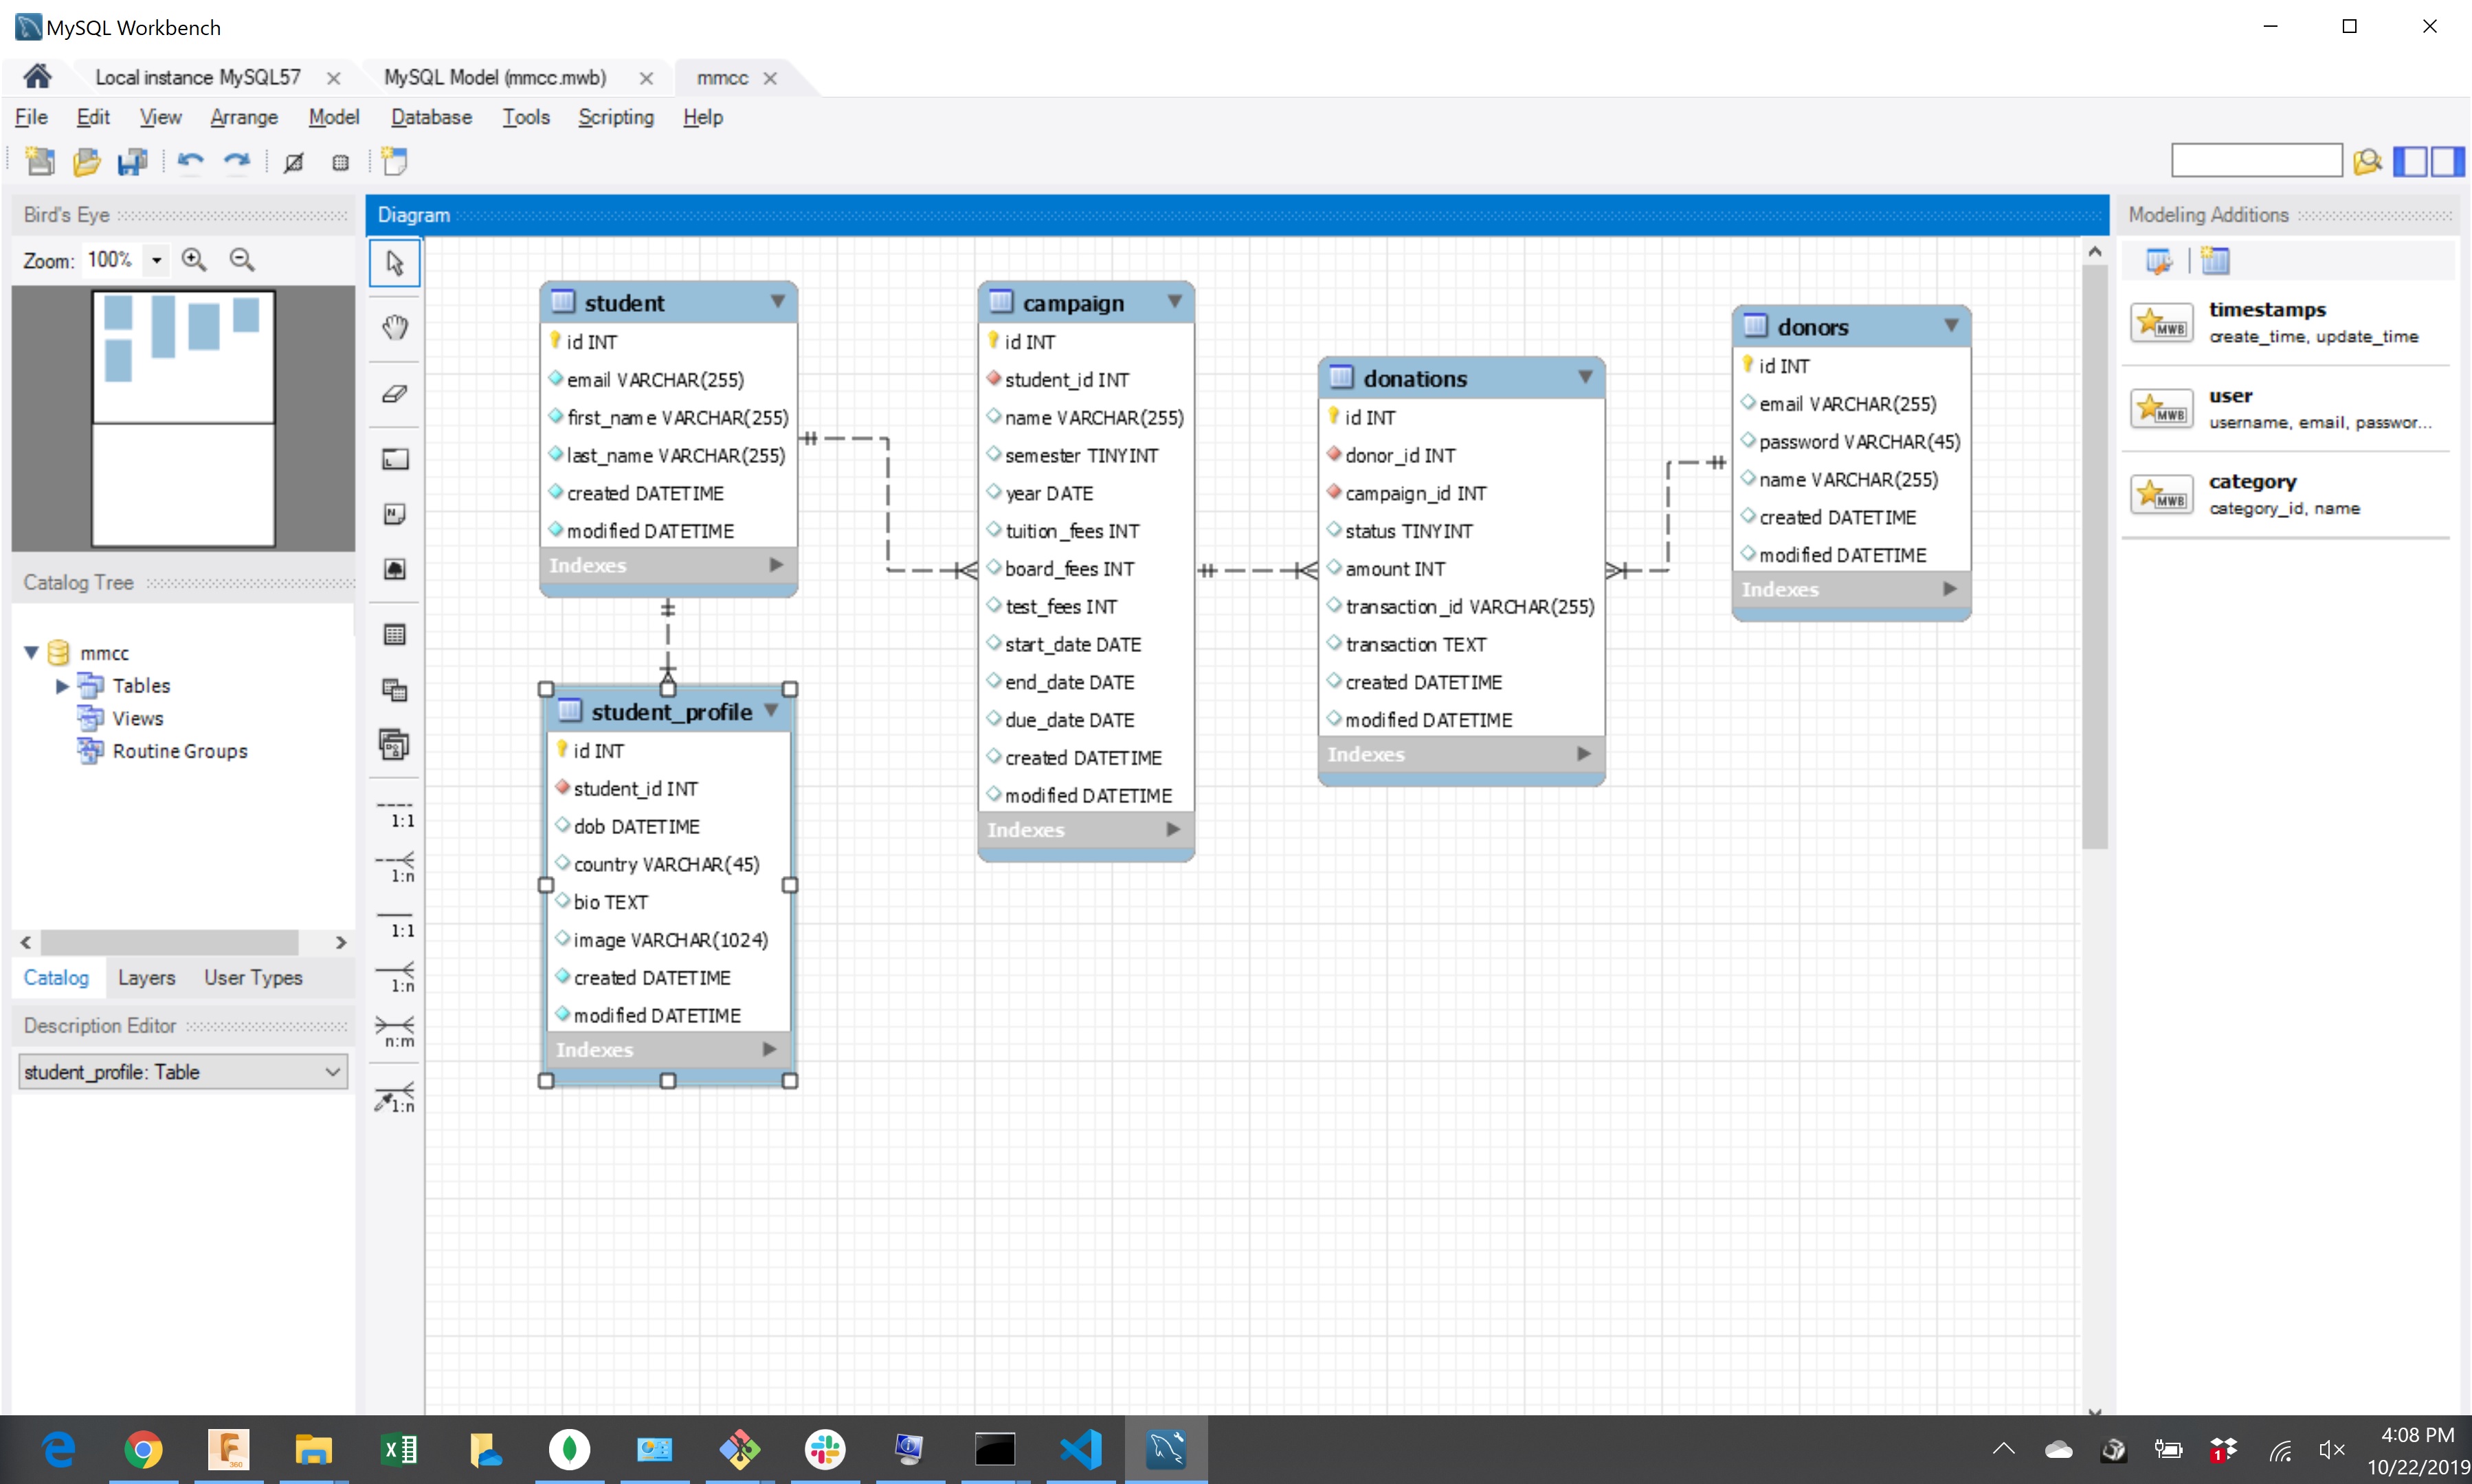 MySQL Workbench
Local instance MySQL57
MySQL Model (mmcc.mwb)
mmcc
File Edit View Arrange Model Database Tools Scripting Help
Bird's Eye
Zoom: 100%
Catalog Tree
mmcc
Tables
Views
Routine Groups
Catalog Layers User Types
Description Editor
student_profile: Table
Diagram
1:1
1:n
1:1
1:n
n:m
1:n
student
id INT
email VARCHAR(255)
first_name VARCHAR(255)
last_name VARCHAR(255)
created DATETIME
modified DATETIME
Indexes
student_profile
id INT
student_id INT
dob DATETIME
country VARCHAR(45)
bio TEXT
image VARCHAR(1024)
created DATETIME
modified DATETIME
Indexes
campaign
id INT
student_id INT
name VARCHAR(255)
semester TINYINT
year DATE
tuition_fees INT
board_fees INT
test_fees INT
start_date DATE
end_date DATE
due_date DATE
created DATETIME
modified DATETIME
Indexes
donations
id INT
donor_id INT
campaign_id INT
status TINYINT
amount INT
transaction_id VARCHAR(255)
transaction TEXT
created DATETIME
modified DATETIME
Indexes
donors
id INT
email VARCHAR(255)
password VARCHAR(45)
name VARCHAR(255)
created DATETIME
modified DATETIME
Indexes
Modeling Additions
MWB
timestamps
create_time, update_time
MWB
user
username, email, passwor...
MWB
category
category_id, name
4:08 PM
10/22/2019